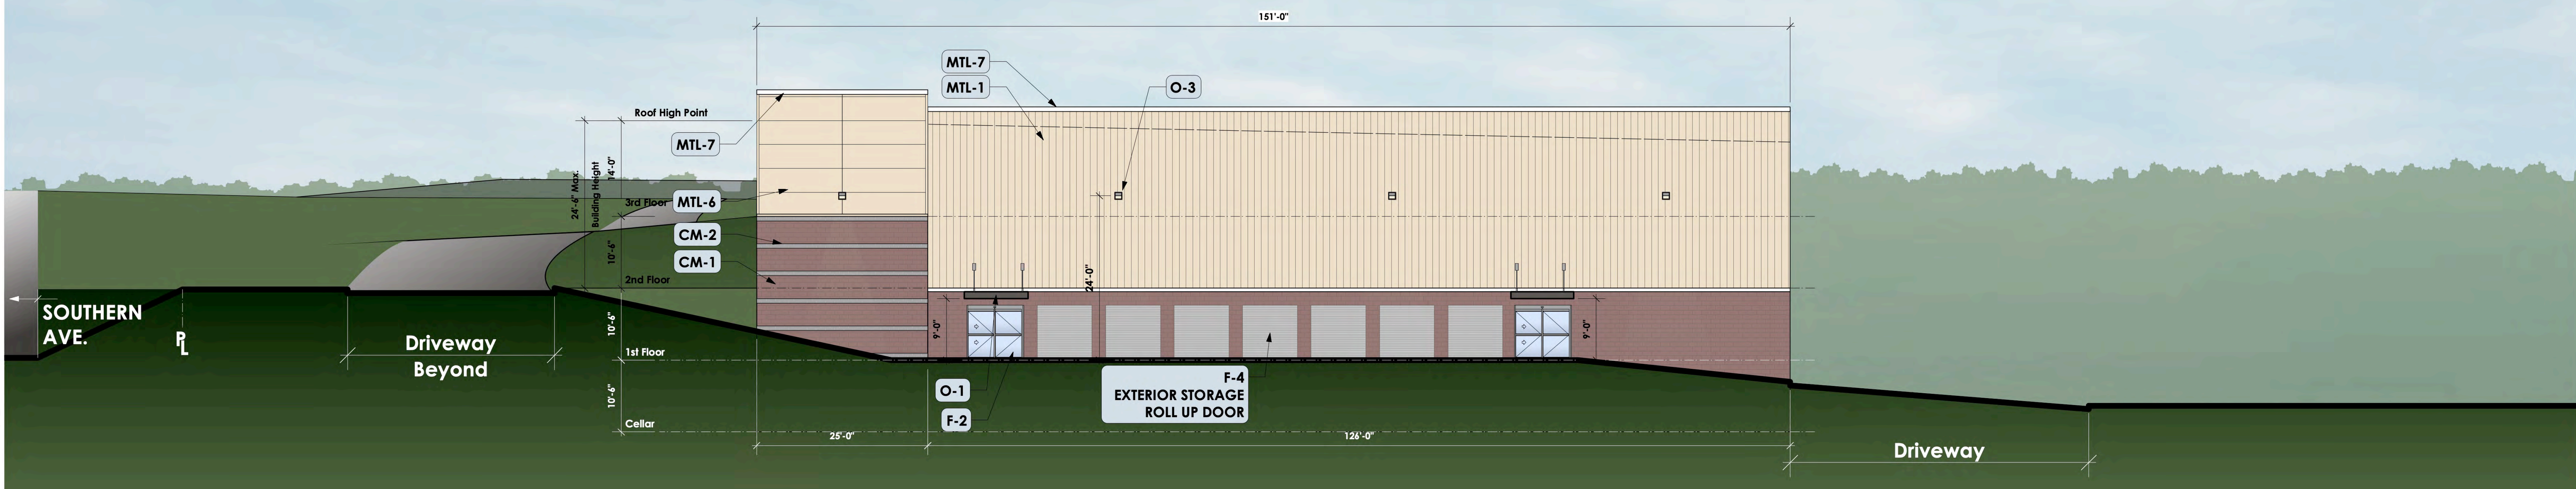 151'-0"
MTL-7
MTL-1
O-3
Roof High Point
MTL-7
14'-0"
24'-6" Max.
Building Height
3rd Floor
MTL-6
CM-2
CM-1
10'-6"
2nd Floor
24'-0"
SOUTHERN
AVE.
PL
Driveway
Beyond
10'-6"
9'-0"
9'-0"
1st Floor
O-1
F-2
F-4
EXTERIOR STORAGE
ROLL UP DOOR
10'-6"
Cellar
25'-0"
126'-0"
Driveway